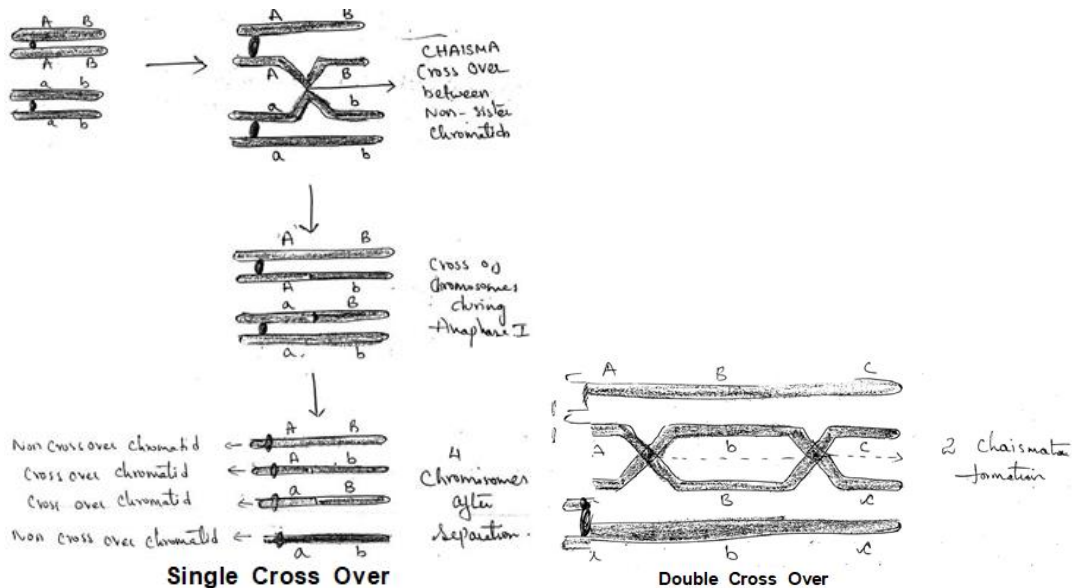 A B
A B
a b
a b
A B
A B
a b
a b
CHAISMA
Cross Over
between
Non-sister
Chromatids
A B
A b
a B
a b
Cross
Chromosomes
during
Anaphase I
Non Cross over Chromatid
Cross over chromatid
Cross over chromatid
Non Cross over chromatid
A B
A b
a B
a b
4
Chromosomes
after
separation.
Single Cross Over
A B C
A b C
B c
b c
2 Chaismata
formation
Double Cross Over